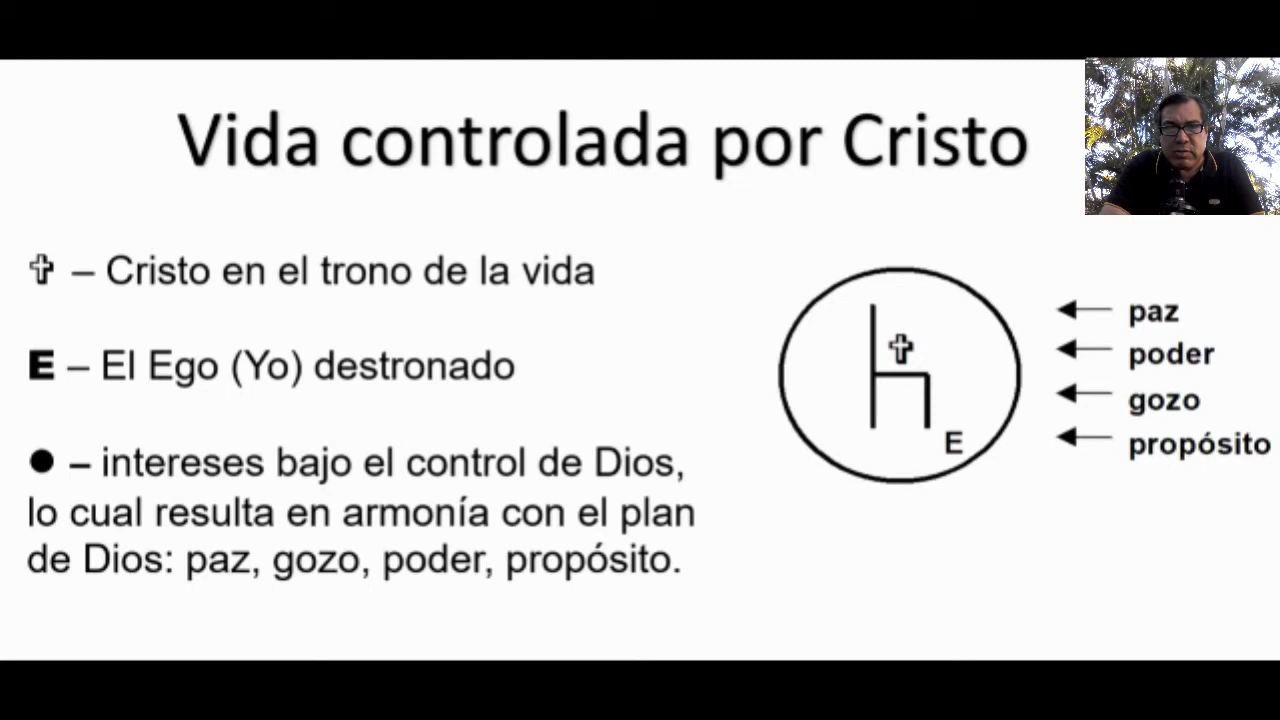 Vida controlada por Cristo
✞ – Cristo en el trono de la vida
E – El Ego (Yo) destronado
● – intereses bajo el control de Dios,
lo cual resulta en armonía con el plan
de Dios: paz, gozo, poder, propósito.
E
paz
poder
gozo
propósito